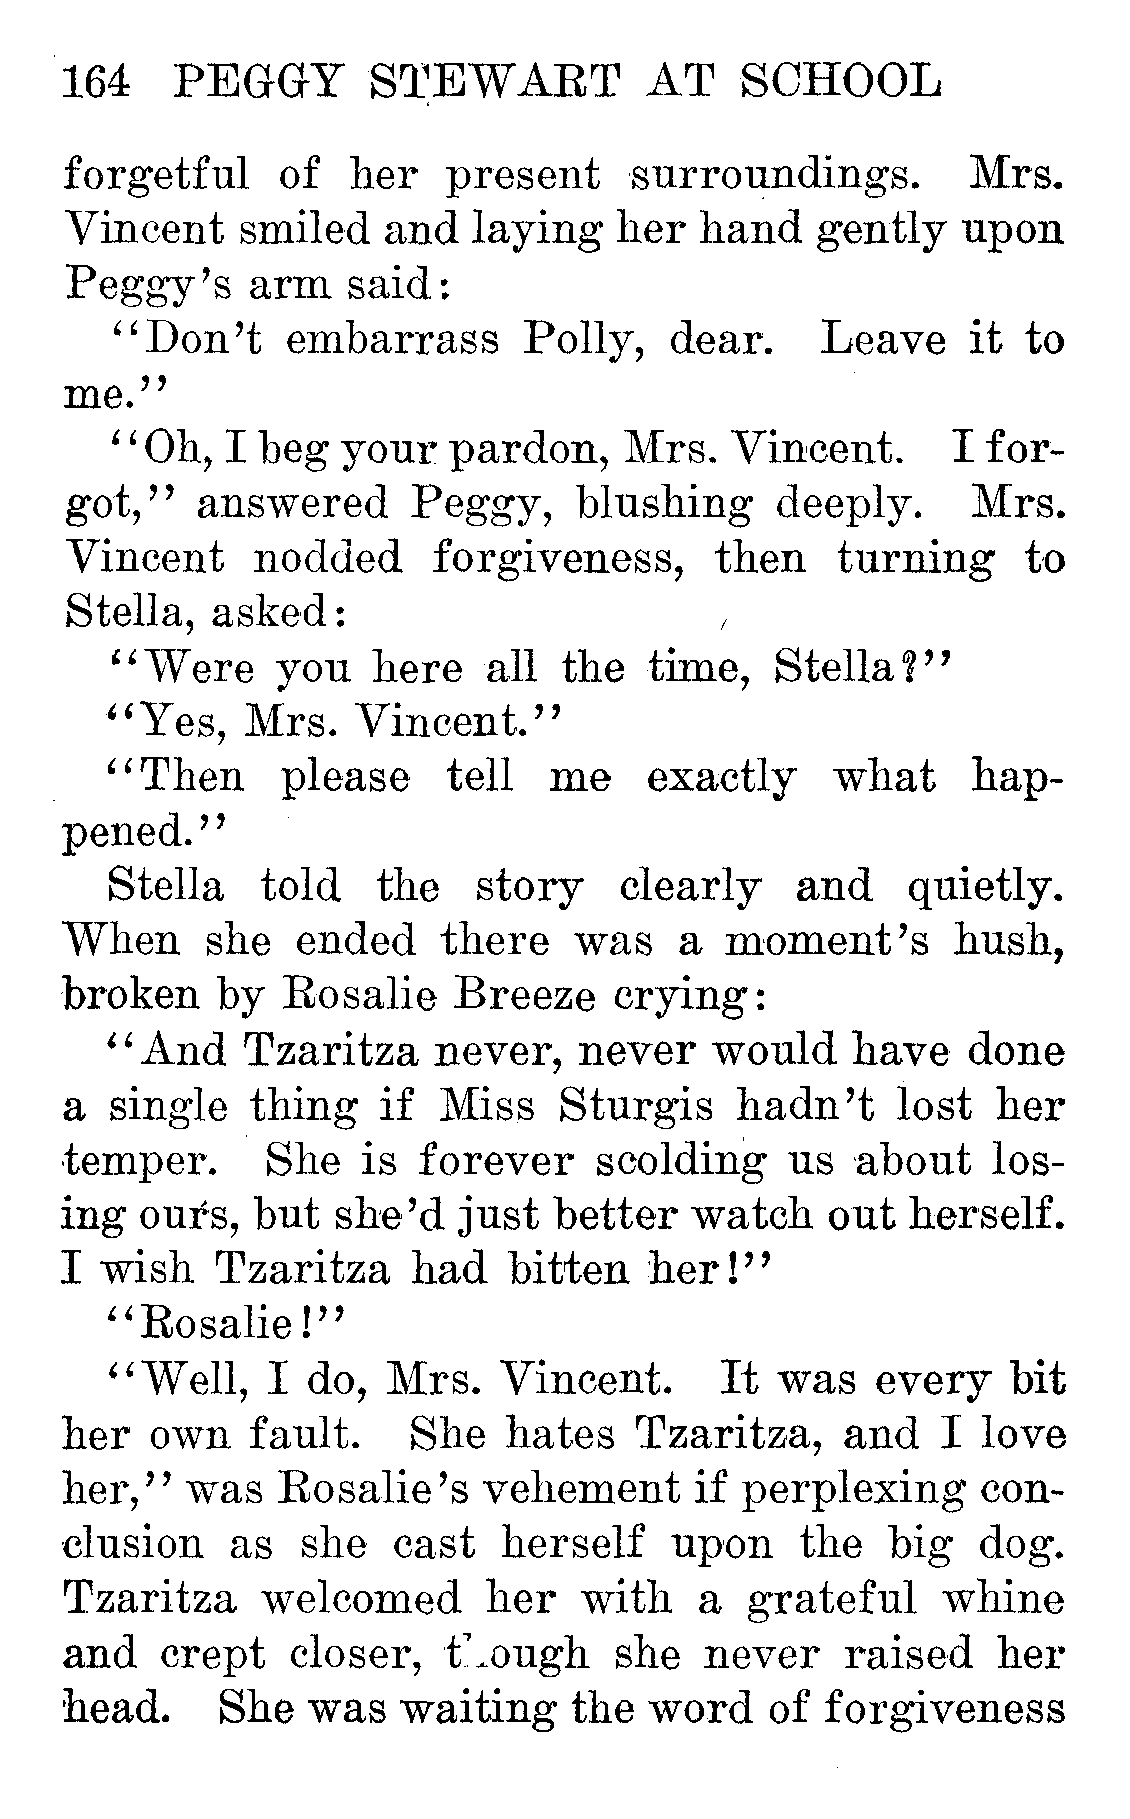 164 PEGGY STEWART AT SCHOOL
forgetful of her present surroundings. Mrs.
Vincent smiled and laying her hand gently upon
Peggy's arm said:
"Don't embarrass Polly, dear. Leave it to
me."
"Oh, I beg your pardon, Mrs. Vincent. I for-
got," answered Peggy, blushing deeply. Mrs.
Vincent nodded forgiveness, then turning to
Stella, asked:
"Were you here all the time, Stella?"
"Yes, Mrs. Vincent."
"Then please tell me exactly what hap-
pened."
Stella told the story clearly and quietly.
When she ended there was a moment's hush,
broken by Rosalie Breeze crying:
"And Tzaritza never, never would have done
a single thing if Miss Sturgis hadn't lost her
temper. She is forever scolding us about los-
ing ours, but she'd just better watch out herself.
I wish Tzaritza had bitten her!"
"Rosalie!"
"Well, I do, Mrs. Vincent. It was every bit
her own fault. She hates Tzaritza, and I love
her," was Rosalie's vehement if perplexing con-
clusion as she cast herself upon the big dog.
Tzaritza welcomed her with a grateful whine
and crept closer, though she never raised her
head. She was waiting the word of forgiveness